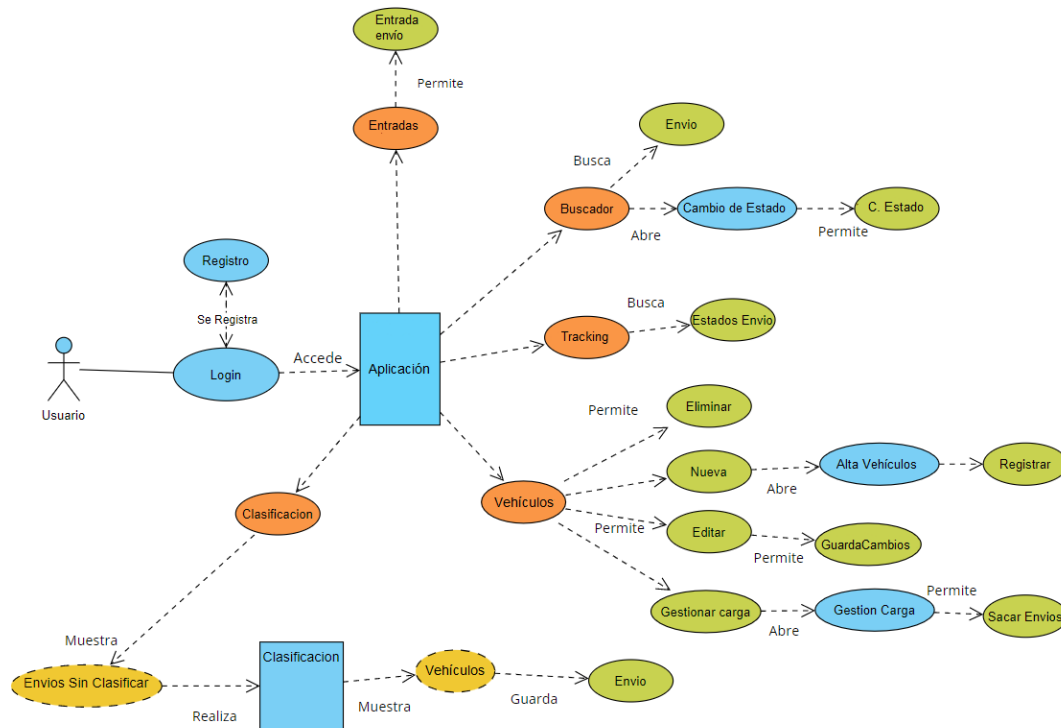 Entrada
envío
Permite
Entradas
Envio
Busca
Buscador
Abre
Cambio de Estado
Permite
C. Estado
Registro
Se Registra
Busca
Estados Envio
Tracking
Accede
Aplicación
Login
Usuario
Permite
Eliminar
Nueva
Abre
Alta Vehículos
Registrar
Vehículos
Clasificacion
Permite
Editar
Permite
GuardaCambios
Gestionar carga
Abre
Gestion Carga
Permite
Sacar Envios
Muestra
Envios Sin Clasificar
Realiza
Clasificacion
Muestra
Vehículos
Guarda
Envio